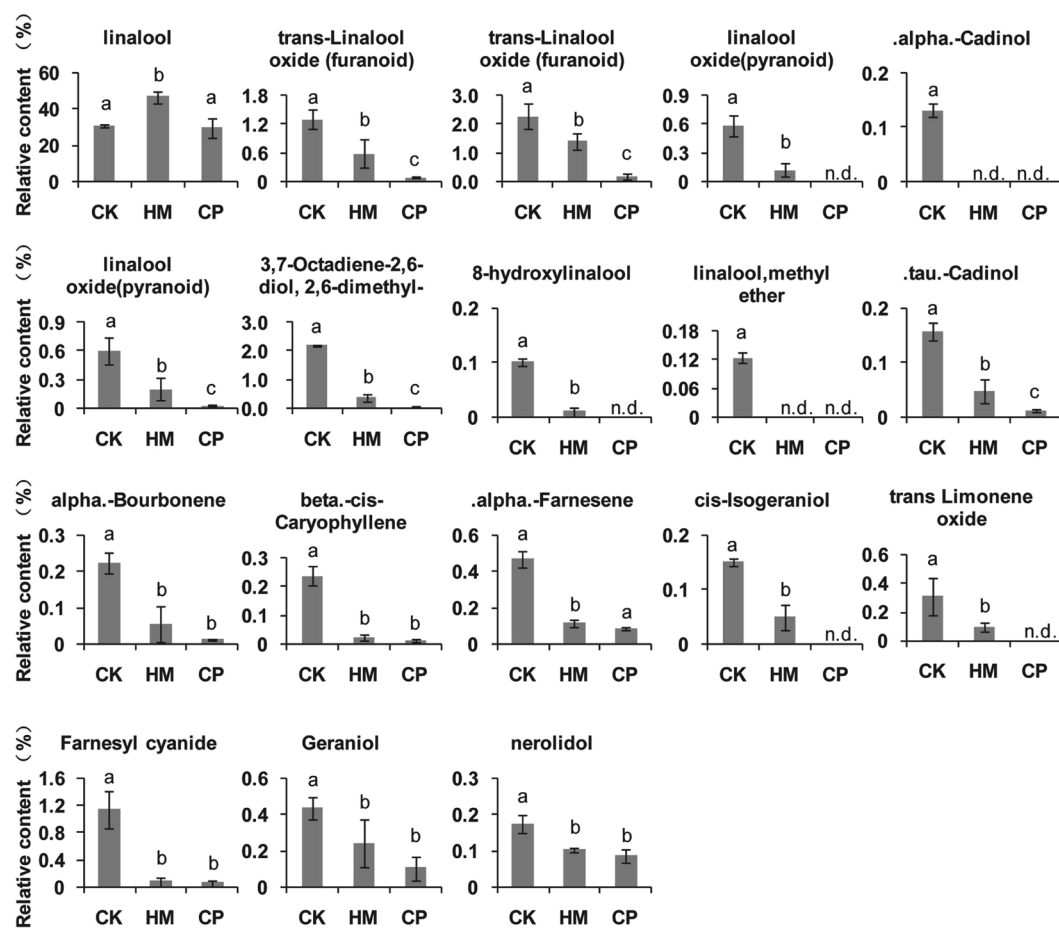 Relative content (%)
linalool
60
40
20
a
b
a
CK HM CP
trans-Linalool
oxide (furanoid)
1.8
1.2
0.6
0
a
b
c
CK HM CP
trans-Linalool
oxide (furanoid)
3.0
2.0
1.0
0.0
a
b
c
CK HM CP
linalool
oxide(pyranoid)
0.9
0.6
0.3
0
a
b
n.d.
CK HM CP
.alpha.-Cadinol
0.2
0.1
0
a
n.d. n.d.
CK HM CP
Relative content (%)
linalool
oxide(pyranoid)
0.9
0.6
0.3
0
a
b
c
CK HM CP
3,7-Octadiene-2,6-
diol, 2,6-dimethyl-
3.0
2.0
1.0
0.0
a
b
c
CK HM CP
8-hydroxylinalool
0.2
0.1
0
a
b
n.d.
CK HM CP
linalool,methyl
ether
0.18
0.12
0.06
0
a
n.d. n.d.
CK HM CP
.tau.-Cadinol
0.2
0.1
0
a
b
c
CK HM CP
Relative content (%)
alpha.-Bourbonene
0.3
0.2
0.1
0
a
b
b
CK HM CP
beta.-cis-
Caryophyllene
0.3
0.2
0.1
0
a
b
b
CK HM CP
.alpha.-Farnesene
0.6
0.4
0.2
0
a
b
a
CK HM CP
cis-Isogeraniol
0.2
0.1
0
a
b
n.d.
CK HM CP
trans Limonene
oxide
0.6
0.4
0.2
0
a
b
n.d.
CK HM CP
Relative content (%)
Farnesyl cyanide
1.6
1.2
0.8
0.4
0
a
b
b
CK HM CP
Geraniol
0.6
0.4
0.2
0
a
b
b
CK HM CP
nerolidol
0.3
0.2
0.1
0
a
b
b
CK HM CP